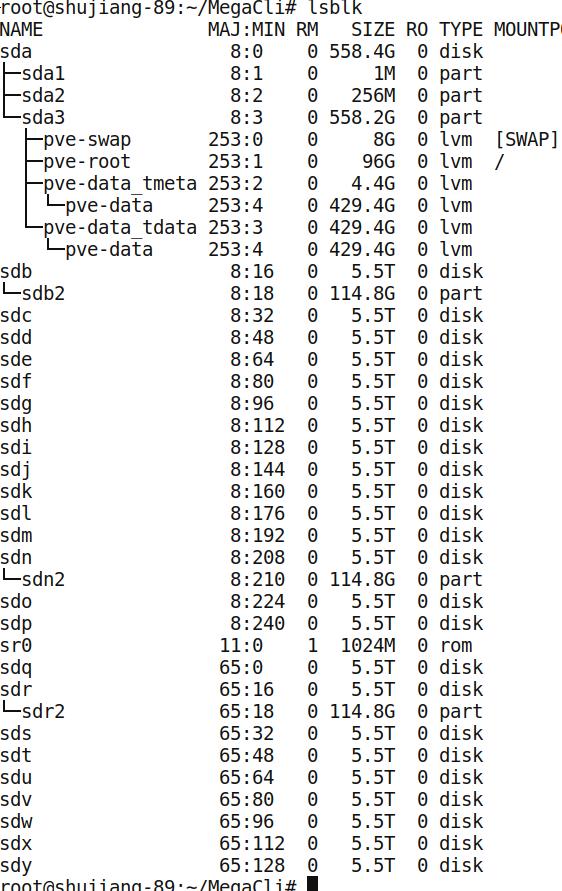 root@shujiang-89:~/MegaCli# lsblk
NAME               MAJ:MIN RM   SIZE RO TYPE MOUNTPO
sda                  8:0    0 558.4G  0 disk
├─sda1               8:1    0     1M  0 part
├─sda2               8:2    0   256M  0 part
└─sda3               8:3    0 558.2G  0 part
  ├─pve-swap       253:0    0     8G  0 lvm  [SWAP]
  ├─pve-root       253:1    0    96G  0 lvm  /
  ├─pve-data_tmeta 253:2    0   4.4G  0 lvm
  │ └─pve-data     253:4    0 429.4G  0 lvm
  └─pve-data_tdata 253:3    0 429.4G  0 lvm
    └─pve-data     253:4    0 429.4G  0 lvm
sdb                  8:16   0   5.5T  0 disk
└─sdb2               8:18   0 114.8G  0 part
sdc                  8:32   0   5.5T  0 disk
sdd                  8:48   0   5.5T  0 disk
sde                  8:64   0   5.5T  0 disk
sdf                  8:80   0   5.5T  0 disk
sdg                  8:96   0   5.5T  0 disk
sdh                  8:112  0   5.5T  0 disk
sdi                  8:128  0   5.5T  0 disk
sdj                  8:144  0   5.5T  0 disk
sdk                  8:160  0   5.5T  0 disk
sdl                  8:176  0   5.5T  0 disk
sdm                  8:192  0   5.5T  0 disk
sdn                  8:208  0   5.5T  0 disk
└─sdn2               8:210  0 114.8G  0 part
sdo                  8:224  0   5.5T  0 disk
sdp                  8:240  0   5.5T  0 disk
sr0                 11:0    1  1024M  0 rom
sdq                 65:0    0   5.5T  0 disk
sdr                 65:16   0   5.5T  0 disk
└─sdr2              65:18   0 114.8G  0 part
sds                 65:32   0   5.5T  0 disk
sdt                 65:48   0   5.5T  0 disk
sdu                 65:64   0   5.5T  0 disk
sdv                 65:80   0   5.5T  0 disk
sdw                 65:96   0   5.5T  0 disk
sdx                 65:112  0   5.5T  0 disk
sdy                 65:128  0   5.5T  0 disk
root@shujiang-89:~/MegaCli#